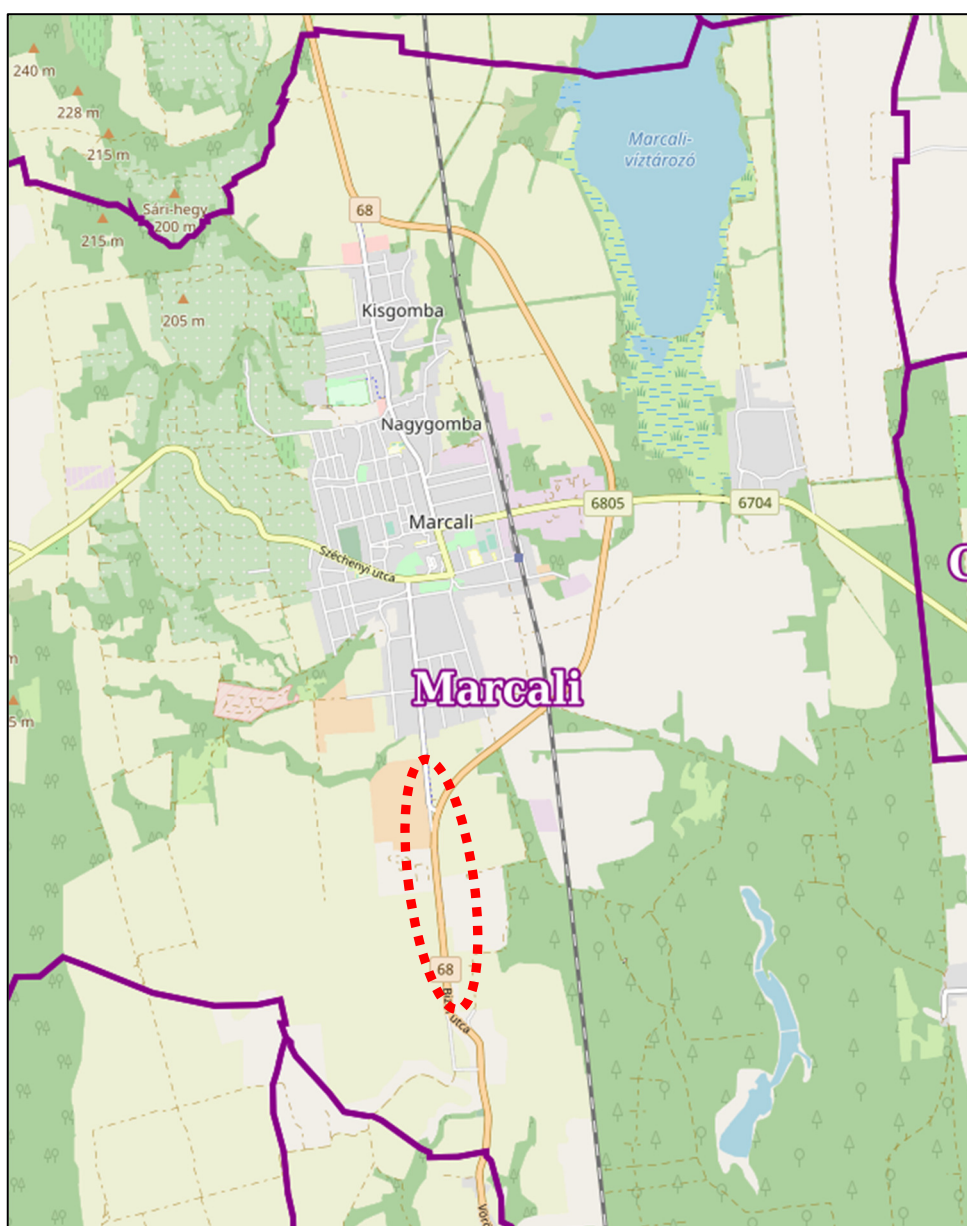 240 m
228 m
215 m
Marcali-
víztározó
Sári-hegy
200 m
215 m
68
205 m
Kisgomba
Nagygomba
6805
6704
Marcali
Széchenyi utca
Marcali
68
utca